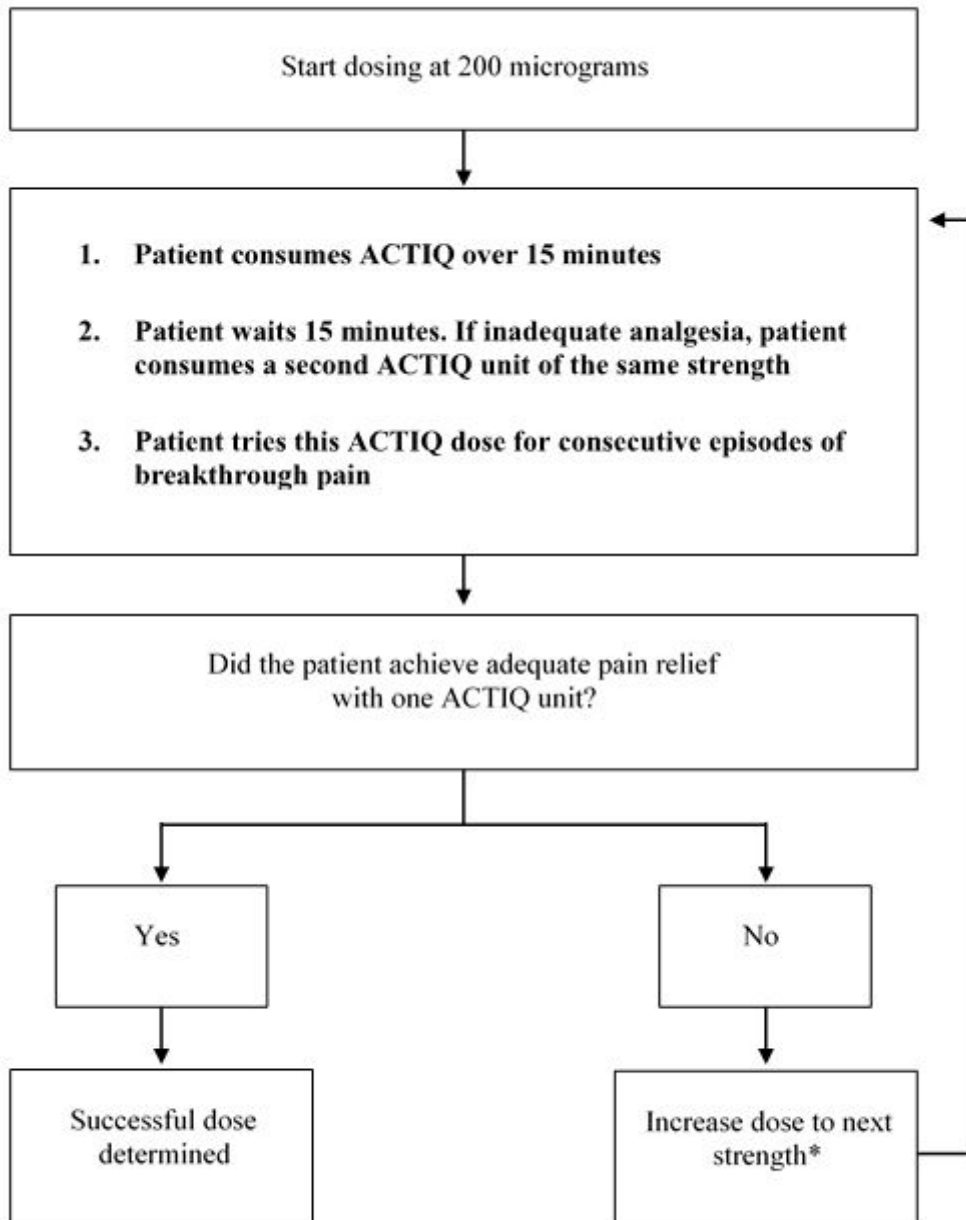 Start dosing at 200 micrograms
1. Patient consumes ACTIQ over 15 minutes
2. Patient waits 15 minutes. If inadequate analgesia, patient
consumes a second ACTIQ unit of the same strength
3. Patient tries this ACTIQ dose for consecutive episodes of
breakthrough pain
Did the patient achieve adequate pain relief
with one ACTIQ unit?
Yes
No
Successful dose
determined
Increase dose to next
strength*